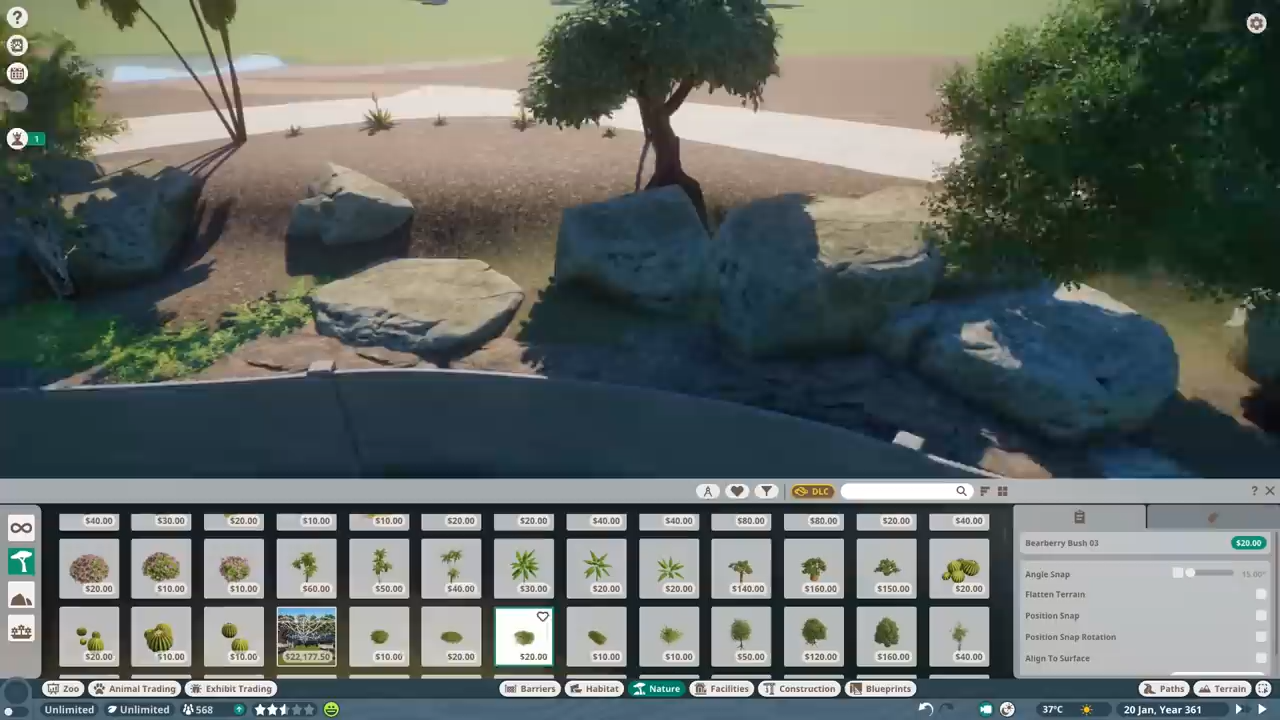 ?
1
DLC
? ×
$40.00 $30.00 $20.00 $10.00 $10.00 $20.00 $20.00 $40.00 $40.00 $80.00 $80.00 $20.00 $40.00
Bearberry Bush 03 $20.00
$20.00 $10.00 $10.00 $60.00 $50.00 $40.00 $30.00 $20.00 $20.00 $140.00 $160.00 $150.00 $20.00
Angle Snap 15.00°
Flatten Terrain
Position Snap
Position Snap Rotation
Align To Surface
$20.00 $10.00 $10.00 $22,177.50 $10.00 $20.00 $20.00 $10.00 $10.00 $50.00 $120.00 $160.00 $40.00
Zoo Animal Trading Exhibit Trading Barriers Habitat Nature Facilities Construction Blueprints Paths Terrain
Unlimited Unlimited 568 37°C 20 Jan, Year 361